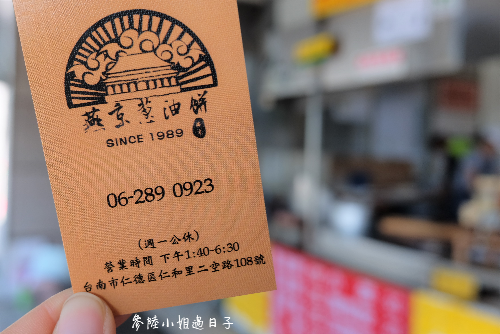 燕京蔥油餅
SINCE 1989
06-289 0923
(週一公休)
營業時間 下午1:40-6:30
台南市仁德區仁和里二空路108號
參陸小相過日子